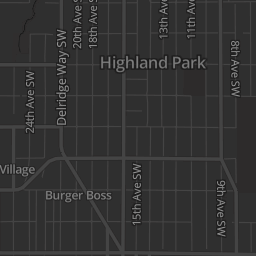 20th Ave SW
18th Ave SW
13th Ave
11th Ave
8th Ave SW
Highland Park
24th Ave SW
Delridge Way SW
Village
15th Ave SW
9th Ave SW
Burger Boss